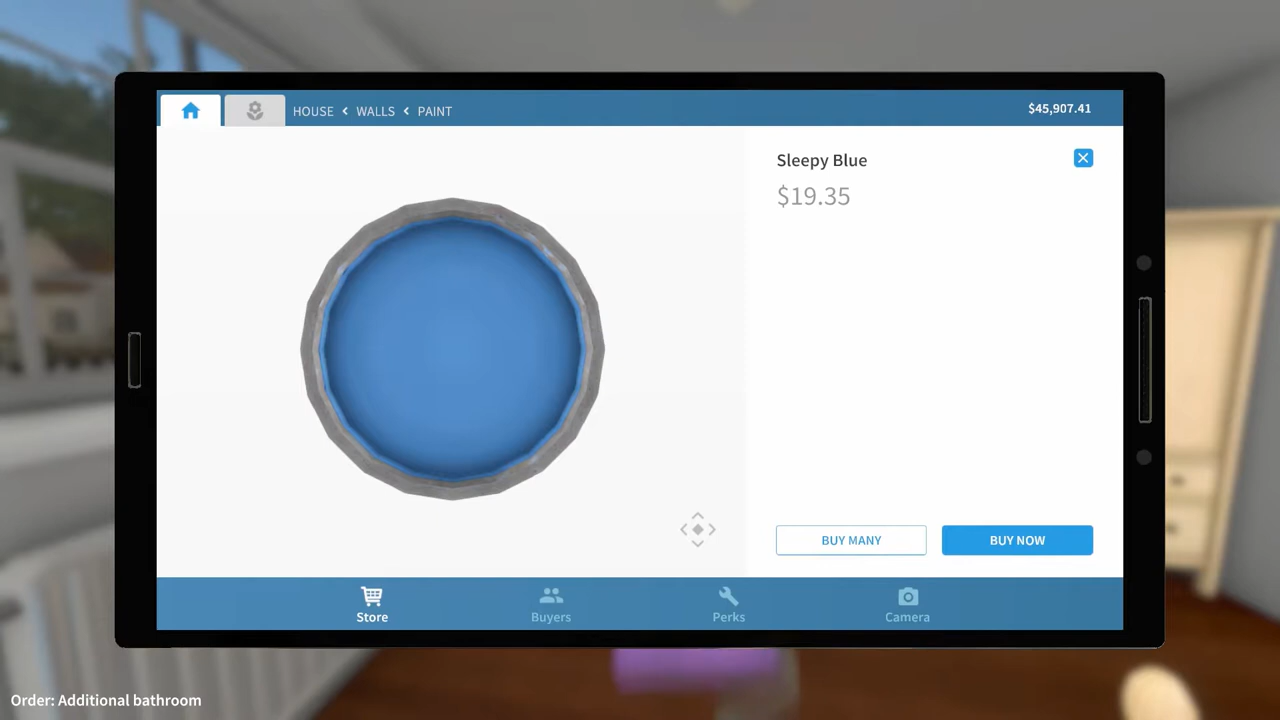 HOUSE < WALLS < PAINT
$45,907.41
Sleepy Blue
$19.35
BUY MANY
BUY NOW
Store
Buyers
Perks
Camera
Order: Additional bathroom